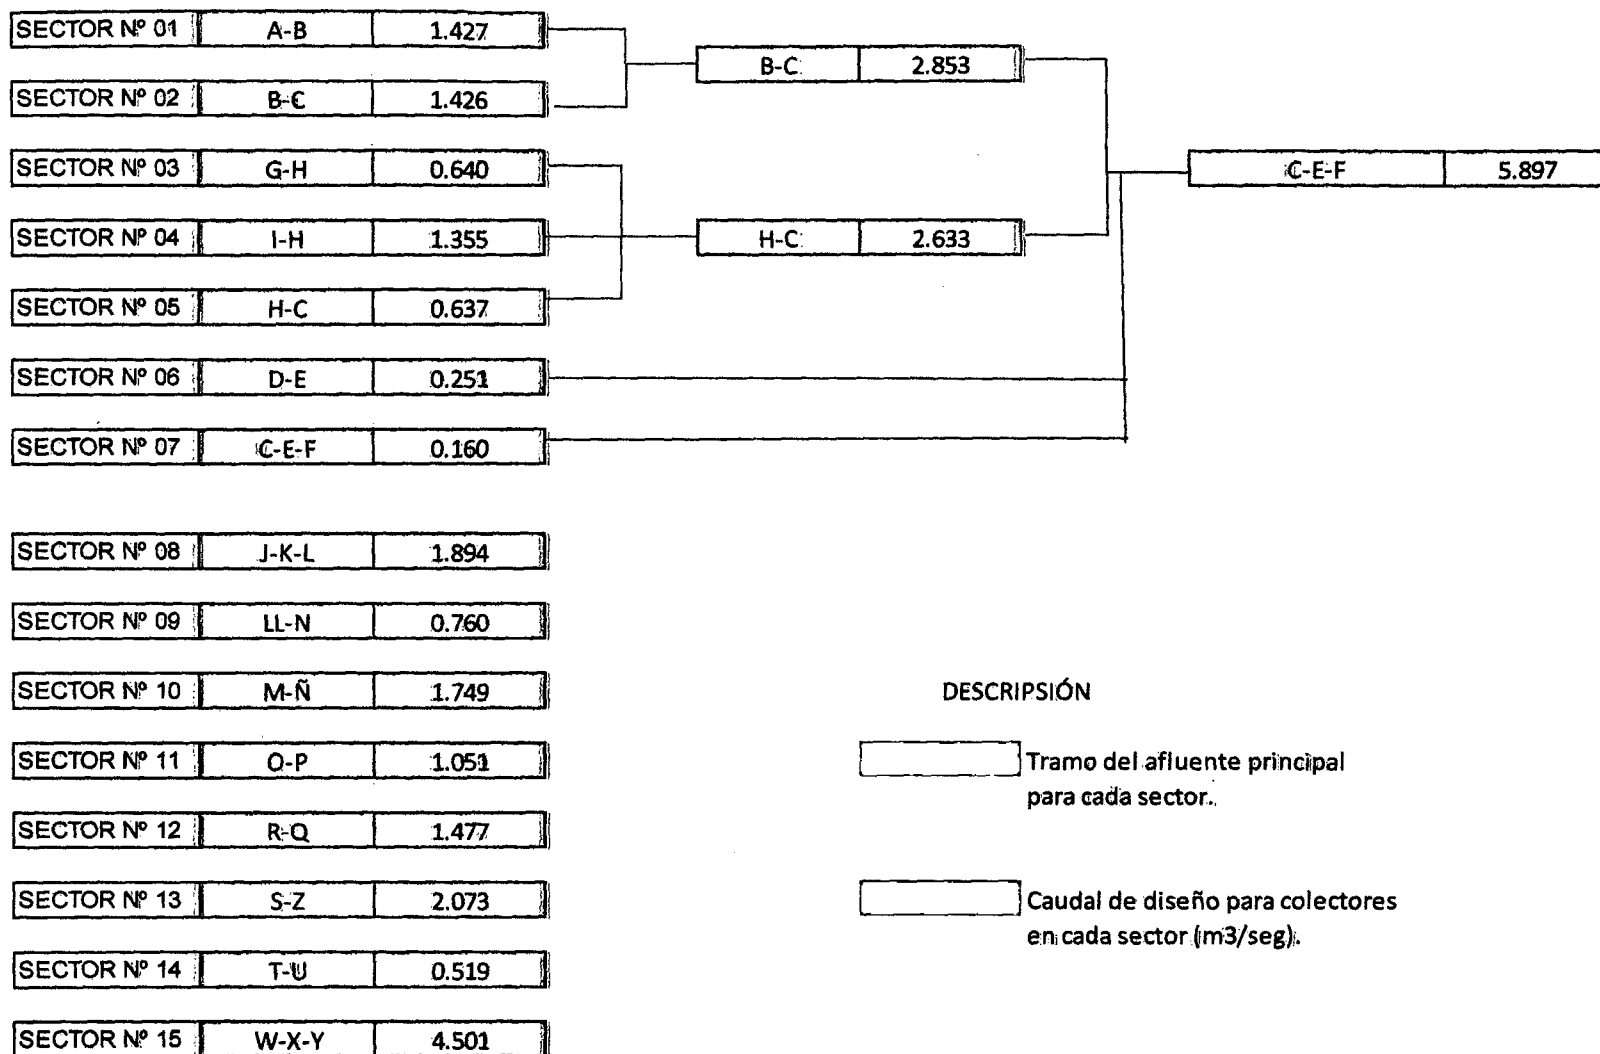 SECTOR Nº 01 A-B 1.427
B-C 2.853
SECTOR Nº 02 B-C 1.426
SECTOR Nº 03 G-H 0.640
C-E-F 5.897
SECTOR Nº 04 I-H 1.355
H-C 2.633
SECTOR Nº 05 H-C 0.637
SECTOR Nº 06 D-E 0.251
SECTOR Nº 07 C-E-F 0.160
SECTOR Nº 08 J-K-L 1.894
SECTOR Nº 09 LL-N 0.760
SECTOR Nº 10 M-Ñ 1.749
SECTOR Nº 11 O-P 1.051
SECTOR Nº 12 R-Q 1.477
SECTOR Nº 13 S-Z 2.073
SECTOR Nº 14 T-U 0.519
SECTOR Nº 15 W-X-Y 4.501
DESCRIPSIÓN
Tramo del afluente principal
para cada sector.
Caudal de diseño para colectores
en cada sector (m3/seg).